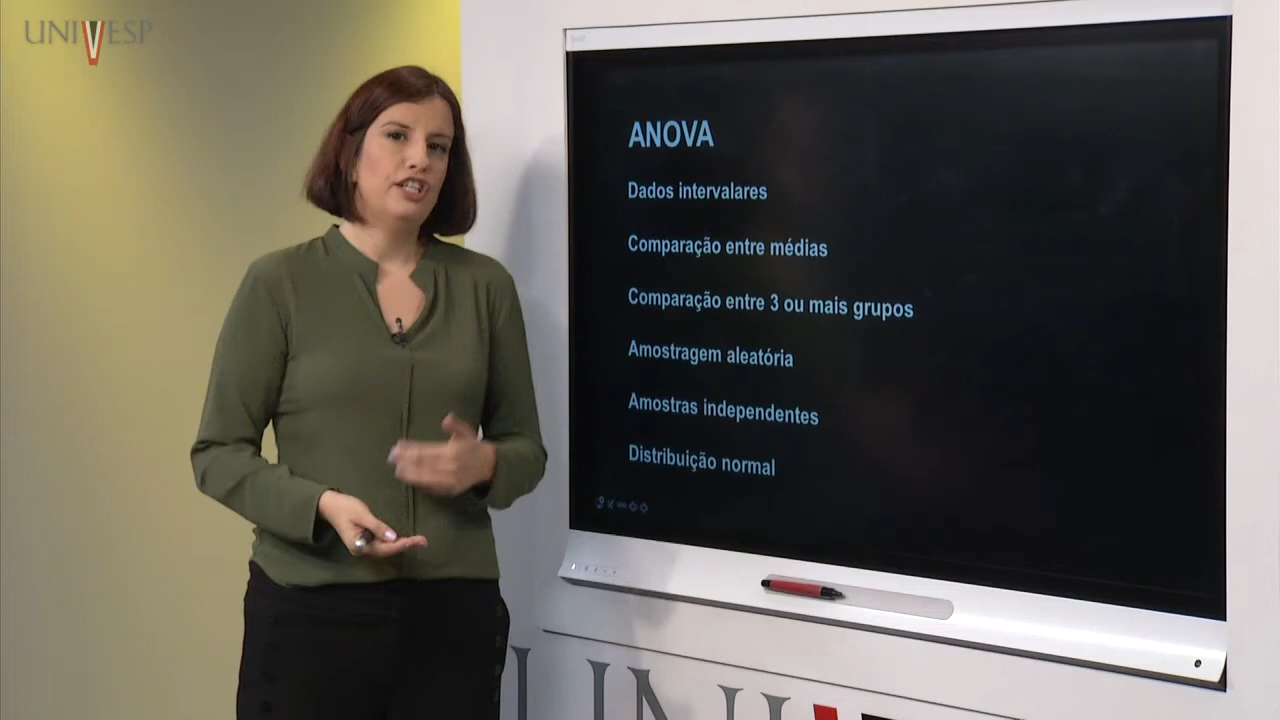 UNIVESP
ANOVA
Dados intervalares
Comparação entre médias
Comparação entre 3 ou mais grupos
Amostragem aleatória
Amostras independentes
Distribuição normal